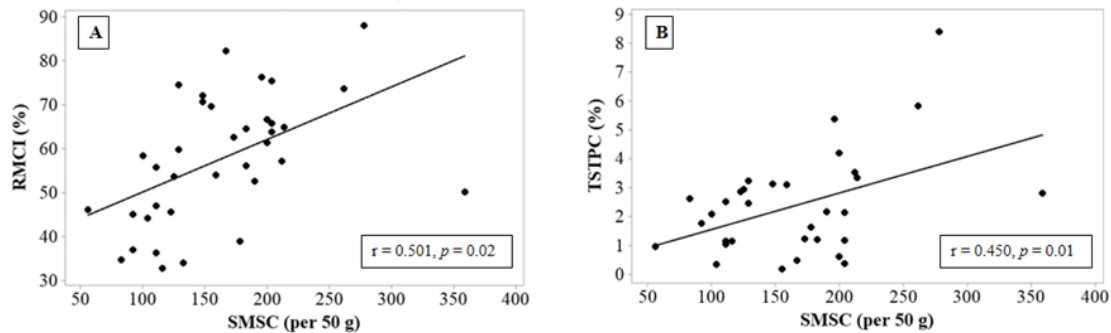 A
RMCI (%)
90
80
70
60
50
40
30
r = 0.501, p = 0.02
50 100 150 200 250 300 350 400
SMSC (per 50 g)
B
TSTPC (%)
9
8
7
6
5
4
3
2
1
0
r = 0.450, p = 0.01
50 100 150 200 250 300 350 400
SMSC (per 50 g)